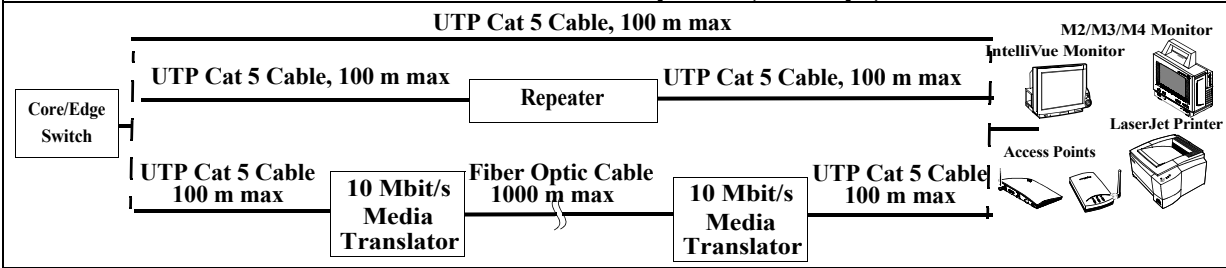 UTP Cat 5 Cable, 100 m max
M2/M3/M4 Monitor
IntelliVue Monitor
UTP Cat 5 Cable, 100 m max
UTP Cat 5 Cable, 100 m max
Repeater
Core/Edge
Switch
LaserJet Printer
Access Points
UTP Cat 5 Cable
100 m max
10 Mbit/s
Media
Translator
Fiber Optic Cable
1000 m max
10 Mbit/s
Media
Translator
UTP Cat 5 Cable
100 m max